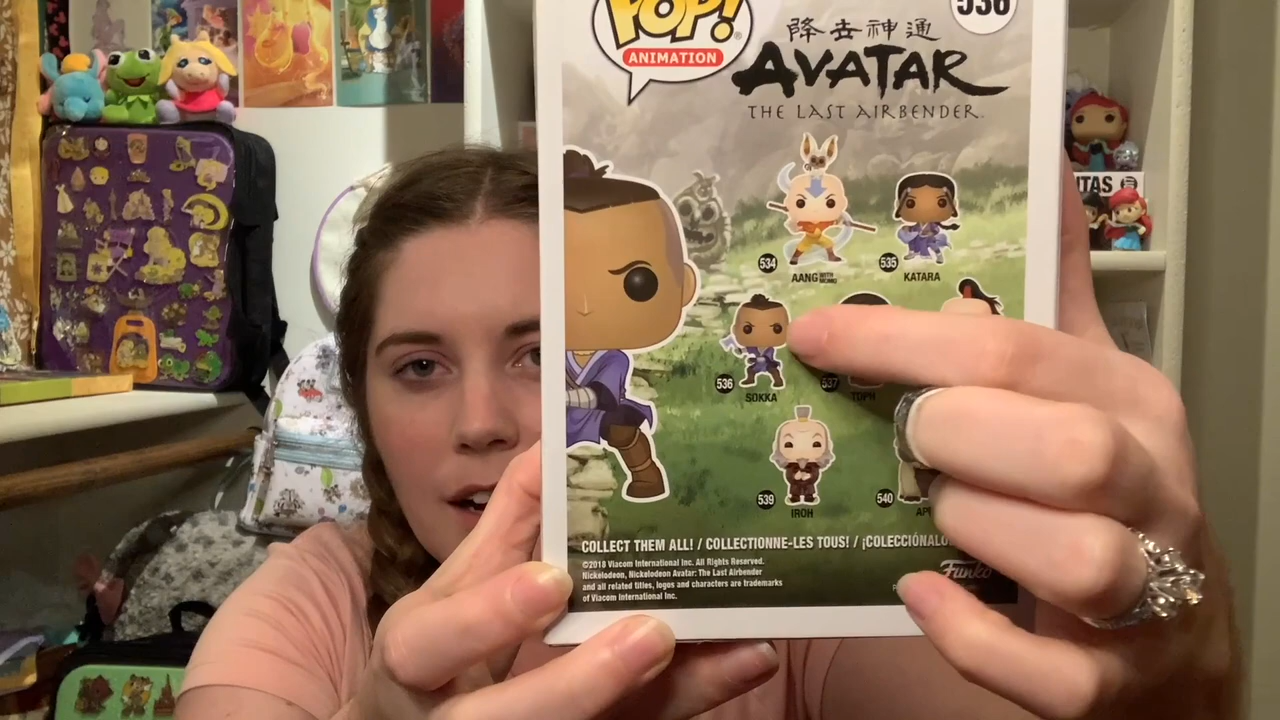 POP!
ANIMATION
536
降世神通
AVATAR
THE LAST AIRBENDER
534
AANG WITH MOMO
535
KATARA
536
SOKKA
537
TOPH
539
IROH
540
COLLECT THEM ALL! / COLLECTIONNE-LES TOUS! /
©2018 Viacom International Inc. All Rights Reserved.
Nickelodeon, Nickelodeon Avatar: The Last Airbender
and all related titles, logos and characters are trademarks
of Viacom International Inc.
Funko